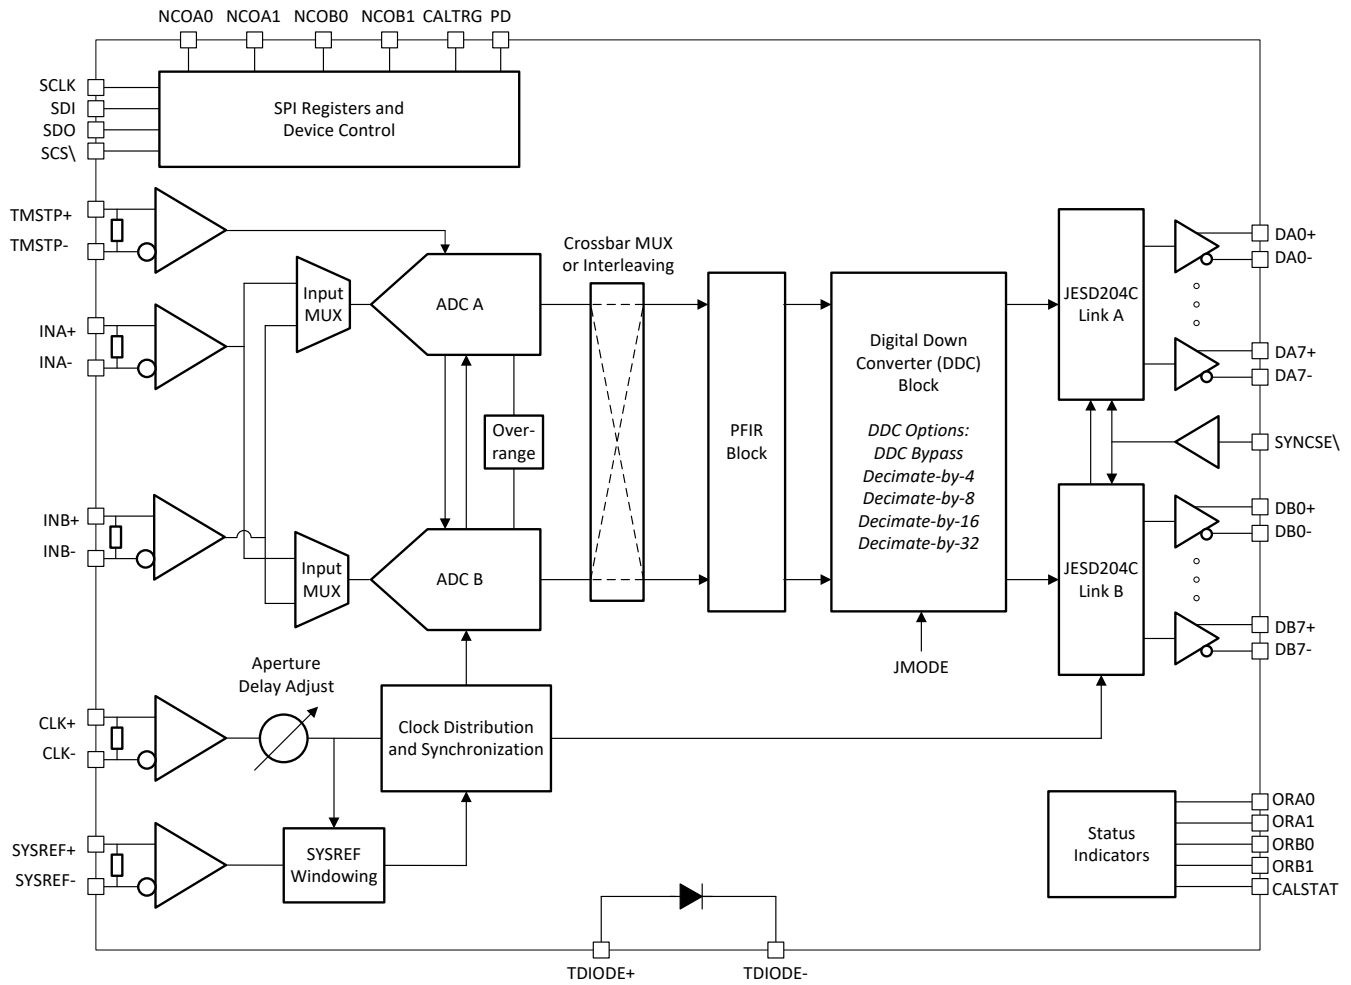 NCOA0 NCOA1 NCOB0 NCOB1 CALTRG PD
SCLK
SDI
SDO
SCS\
SPI Registers and
Device Control
TMSTP+
TMSTP-
INA+
INA-
INB+
INB-
Input
MUX
Input
MUX
ADC A
ADC B
Over-
range
Crossbar MUX
or Interleaving
PFIR
Block
Digital Down
Converter (DDC)
Block
DDC Options:
DDC Bypass
Decimate-by-4
Decimate-by-8
Decimate-by-16
Decimate-by-32
JMODE
JESD204C
Link A
JESD204C
Link B
DA0+
DA0-
DA7+
DA7-
SYNCSE\
DB0+
DB0-
DB7+
DB7-
Aperture
Delay Adjust
CLK+
CLK-
Clock Distribution
and Synchronization
SYSREF+
SYSREF-
SYSREF
Windowing
Status
Indicators
ORA0
ORA1
ORB0
ORB1
CALSTAT
TDIODE+
TDIODE-